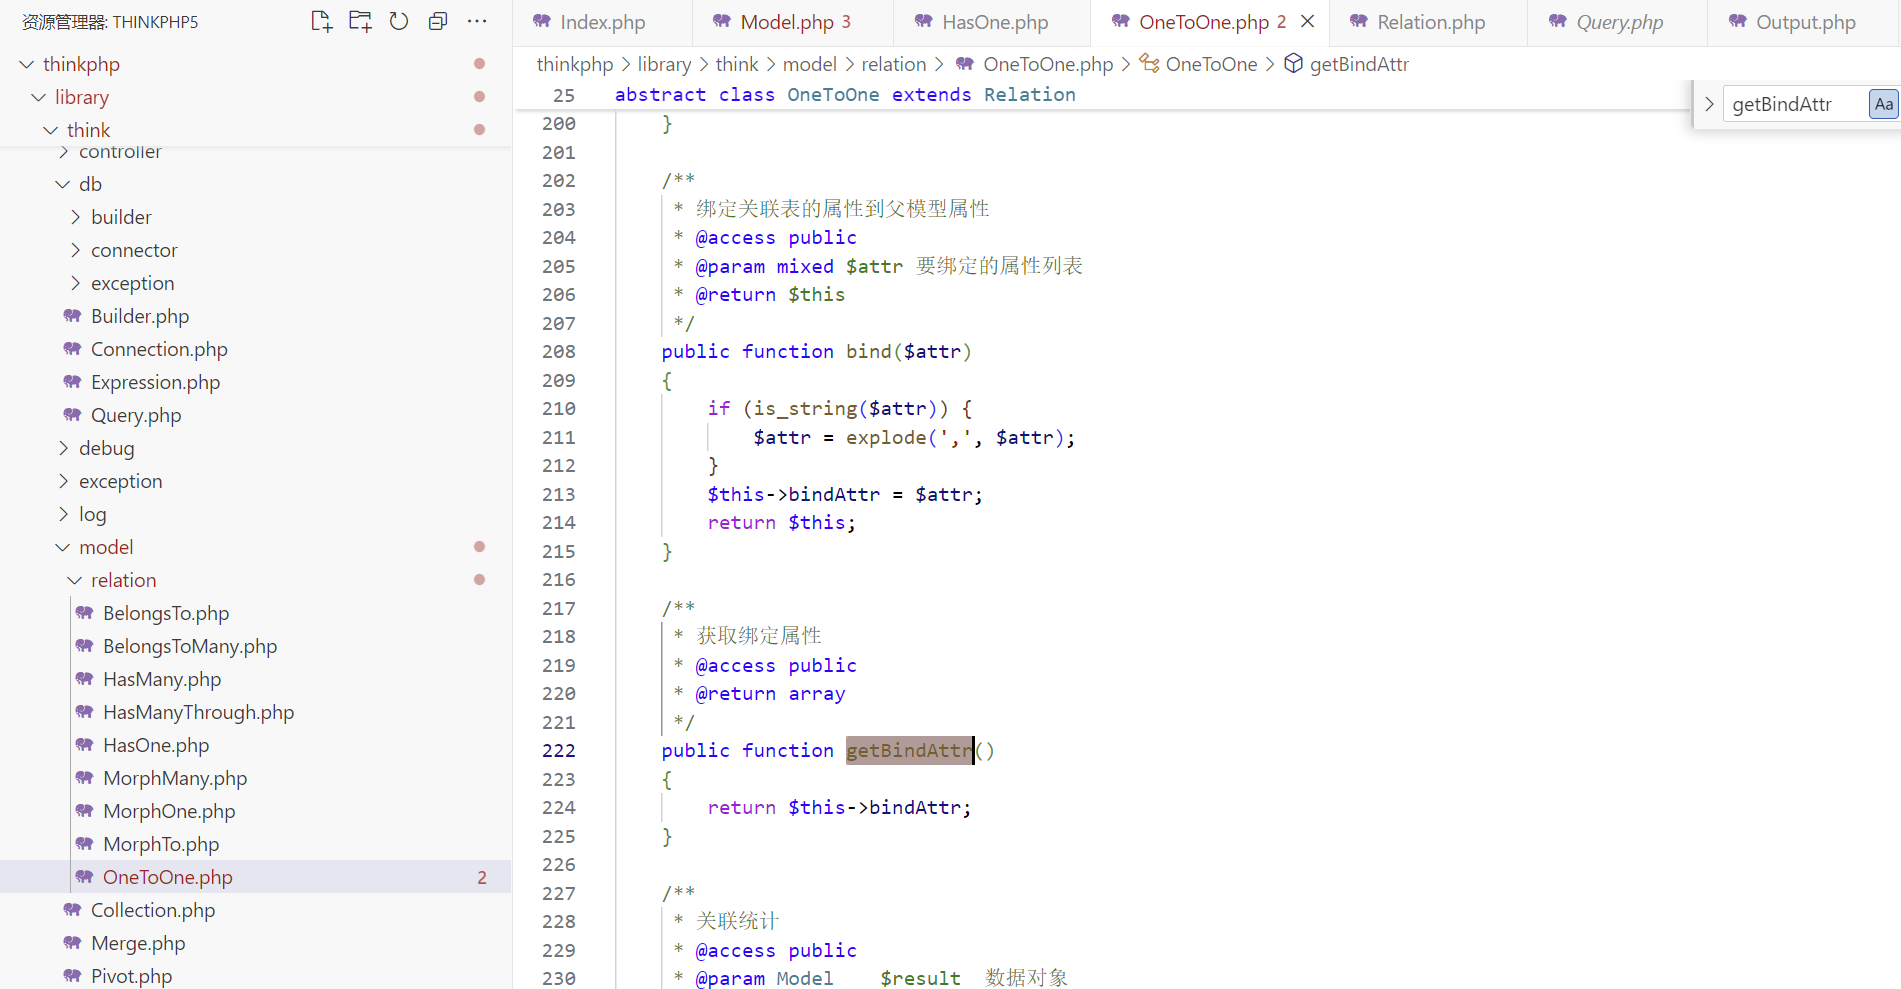 资源管理器: THINKPHP5
thinkphp
library
think
controller
db
builder
connector
exception
Builder.php
Connection.php
Expression.php
Query.php
debug
exception
log
model
relation
BelongsTo.php
BelongsToMany.php
HasMany.php
HasManyThrough.php
HasOne.php
MorphMany.php
MorphOne.php
MorphTo.php
OneToOne.php 2
Collection.php
Merge.php
Pivot.php
Index.php Model.php 3 HasOne.php OneToOne.php 2 Relation.php Query.php Output.php
thinkphp > library > think > model > relation > OneToOne.php > OneToOne > getBindAttr
getBindAttr Aa
25 abstract class OneToOne extends Relation
200 }
201
202 /**
203 * 绑定关联表的属性到父模型属性
204 * @access public
205 * @param mixed $attr 要绑定的属性列表
206 * @return $this
207 */
208 public function bind($attr)
209 {
210 if (is_string($attr)) {
211 $attr = explode(',', $attr);
212 }
213 $this->bindAttr = $attr;
214 return $this;
215 }
216
217 /**
218 * 获取绑定属性
219 * @access public
220 * @return array
221 */
222 public function getBindAttr()
223 {
224 return $this->bindAttr;
225 }
226
227 /**
228 * 关联统计
229 * @access public
230 * @param Model $result 数据对象